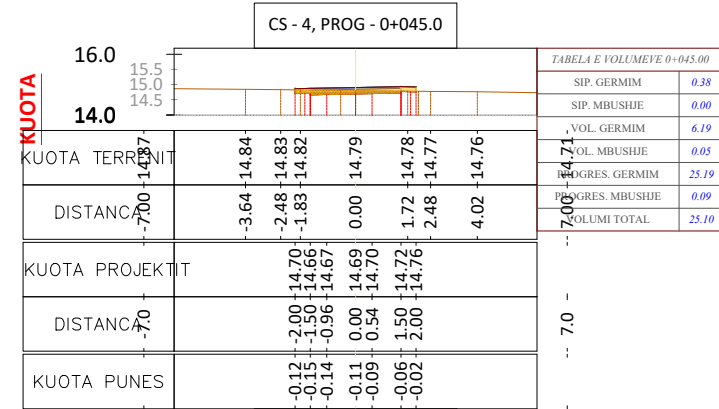 CS - 4, PROG - 0+045.0
KUOTA
16.0
15.5
15.0
14.5
14.0
TABELA E VOLUMEVE 0+045.00
SIP. GERMIM 0.38
SIP. MBUSHJE 0.00
VOL. GERMIM 6.19
VOL. MBUSHJE 0.05
PROGRES. GERMIM 25.19
PROGRES. MBUSHJE 0.09
VOLUMI TOTAL 25.10
KUOTA TERRENIT 14.87 14.84 14.83 14.82 14.79 14.78 14.77 14.76 14.71
DISTANCA -7.00 -3.64 -2.48 -1.83 0.00 1.72 2.48 4.02 7.00
KUOTA PROJEKTIT 14.70 14.66 14.67 14.69 14.70 14.72 14.76
DISTANCA -7.0 -2.00 -1.50 -0.96 0.00 0.54 1.50 2.00 7.0
KUOTA PUNES -0.12 -0.15 -0.14 -0.11 -0.09 -0.06 -0.02